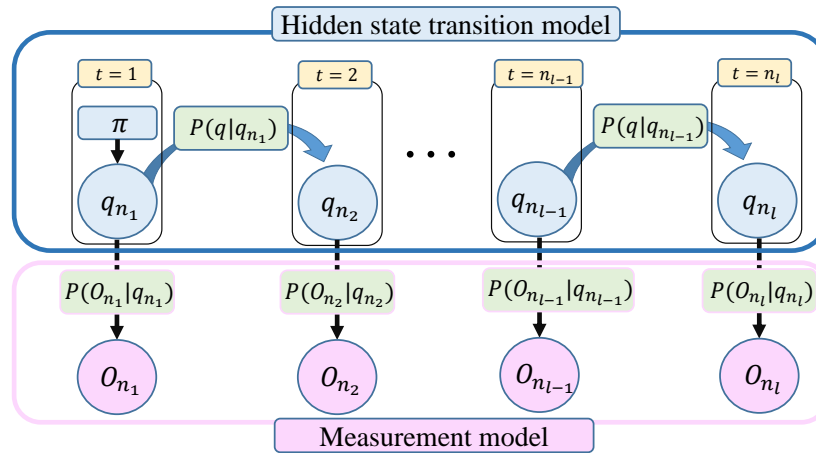 Hidden state transition model
t = 1
t = 2
t = n_{l−1}
t = n_l
π
P(q|q_{n_1})
P(q|q_{n_{l−1}})
. . .
q_{n_1}
q_{n_2}
q_{n_{l−1}}
q_{n_l}
P(O_{n_1}|q_{n_1})
P(O_{n_2}|q_{n_2})
P(O_{n_{l−1}}|q_{n_{l−1}})
P(O_{n_l}|q_{n_l})
O_{n_1}
O_{n_2}
O_{n_{l−1}}
O_{n_l}
Measurement model